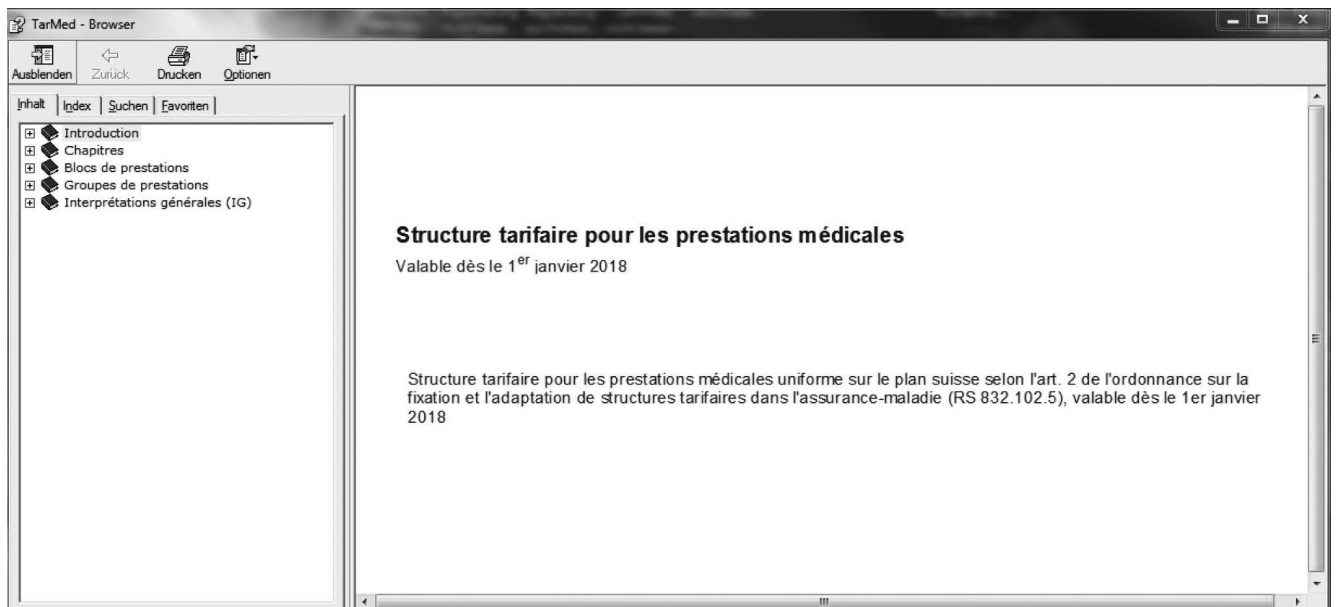 TarMed - Browser
Ausblenden Zurück Drucken Optionen
Inhalt Index Suchen Favoriten
Introduction
Chapitres
Blocs de prestations
Groupes de prestations
Interprétations générales (IG)
Structure tarifaire pour les prestations médicales
Valable dès le 1er janvier 2018
Structure tarifaire pour les prestations médicales uniforme sur le plan suisse selon l'art. 2 de l'ordonnance sur la
fixation et l'adaptation de structures tarifaires dans l'assurance-maladie (RS 832.102.5), valable dès le 1er janvier
2018